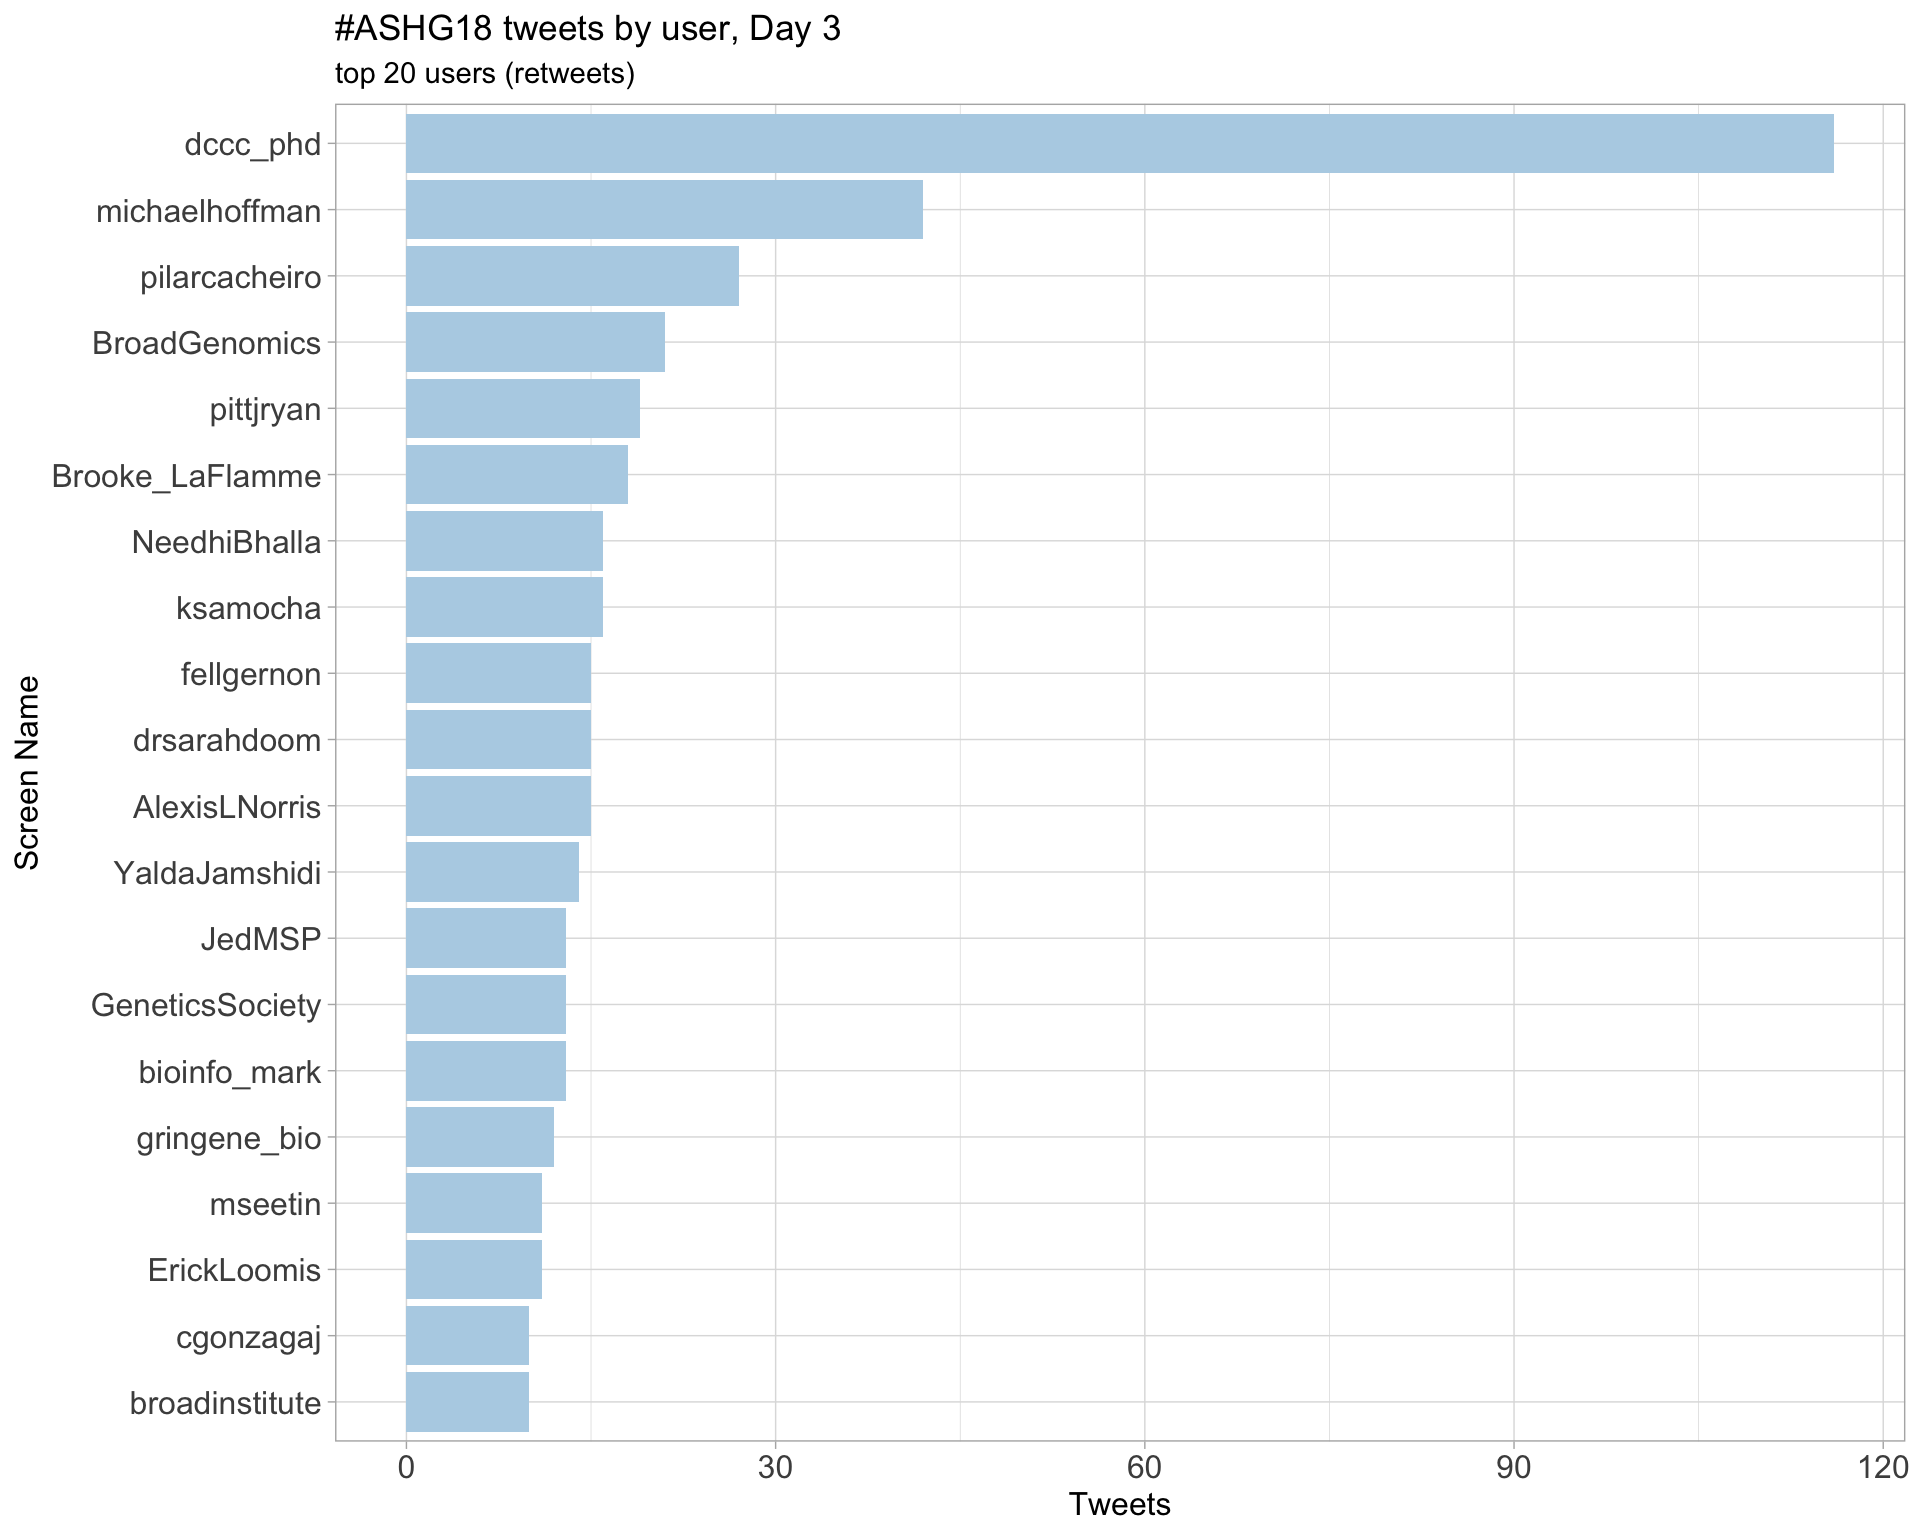 #ASHG18 tweets by user, Day 3
top 20 users (retweets)
dccc_phd
michaelhoffman
pilarcacheiro
BroadGenomics
pittjryan
Brooke_LaFlamme
NeedhiBhalla
ksamocha
fellgernon
drsarahdoom
AlexisLNorris
YaldaJamshidi
JedMSP
GeneticsSociety
bioinfo_mark
gringene_bio
mseetin
ErickLoomis
cgonzagaj
broadinstitute
Screen Name
0 30 60 90 120
Tweets